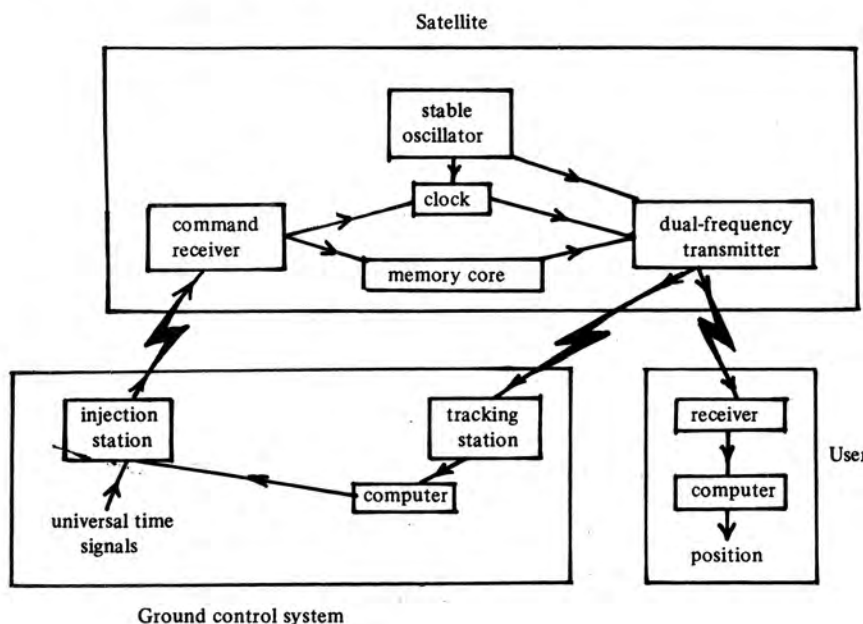 Satellite
stable
oscillator
clock
command
receiver
memory core
dual-frequency
transmitter
injection
station
tracking
station
computer
universal time
signals
receiver
computer
position
User
Ground control system